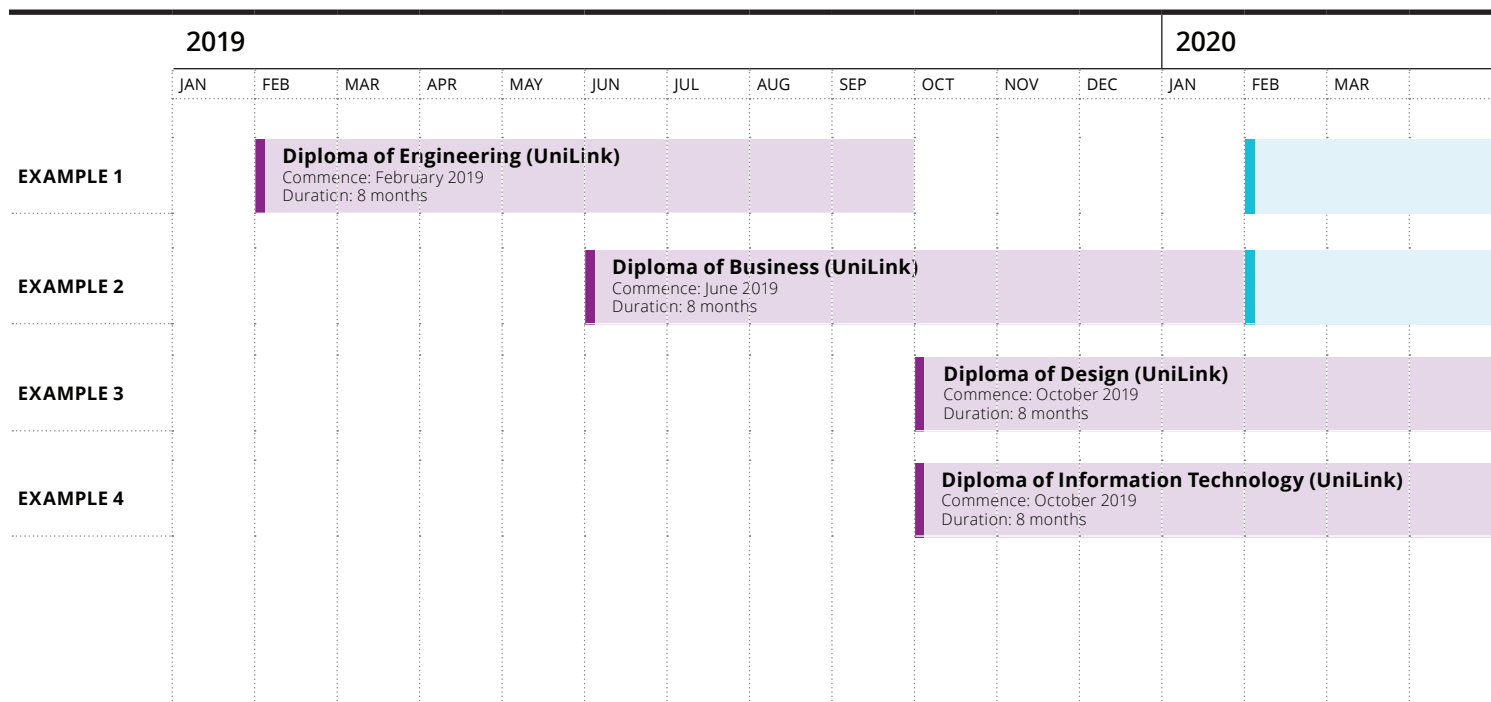 2019
2020
JAN FEB MAR APR MAY JUN JUL AUG SEP OCT NOV DEC JAN FEB MAR
EXAMPLE 1
Diploma of Engineering (UniLink)
Commence: February 2019
Duration: 8 months
EXAMPLE 2
Diploma of Business (UniLink)
Commence: June 2019
Duration: 8 months
EXAMPLE 3
Diploma of Design (UniLink)
Commence: October 2019
Duration: 8 months
EXAMPLE 4
Diploma of Information Technology (UniLink)
Commence: October 2019
Duration: 8 months